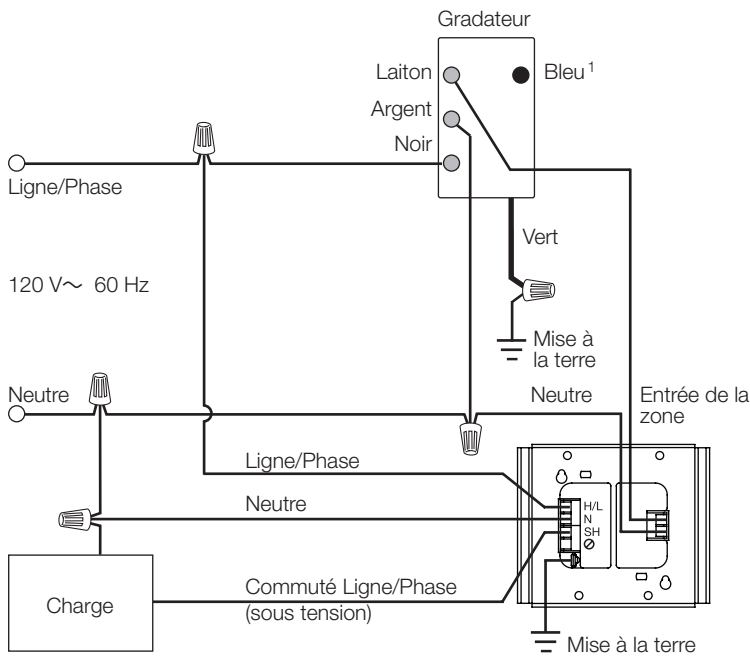 Gradateur
Laiton
Bleu¹
Argent
Noir
Ligne/Phase
Vert
120 V~ 60 Hz
Mise à
la terre
Neutre
Neutre
Entrée de la
zone
Ligne/Phase
Neutre
H/L
N
SH
Charge
Commuté Ligne/Phase
(sous tension)
Mise à la terre